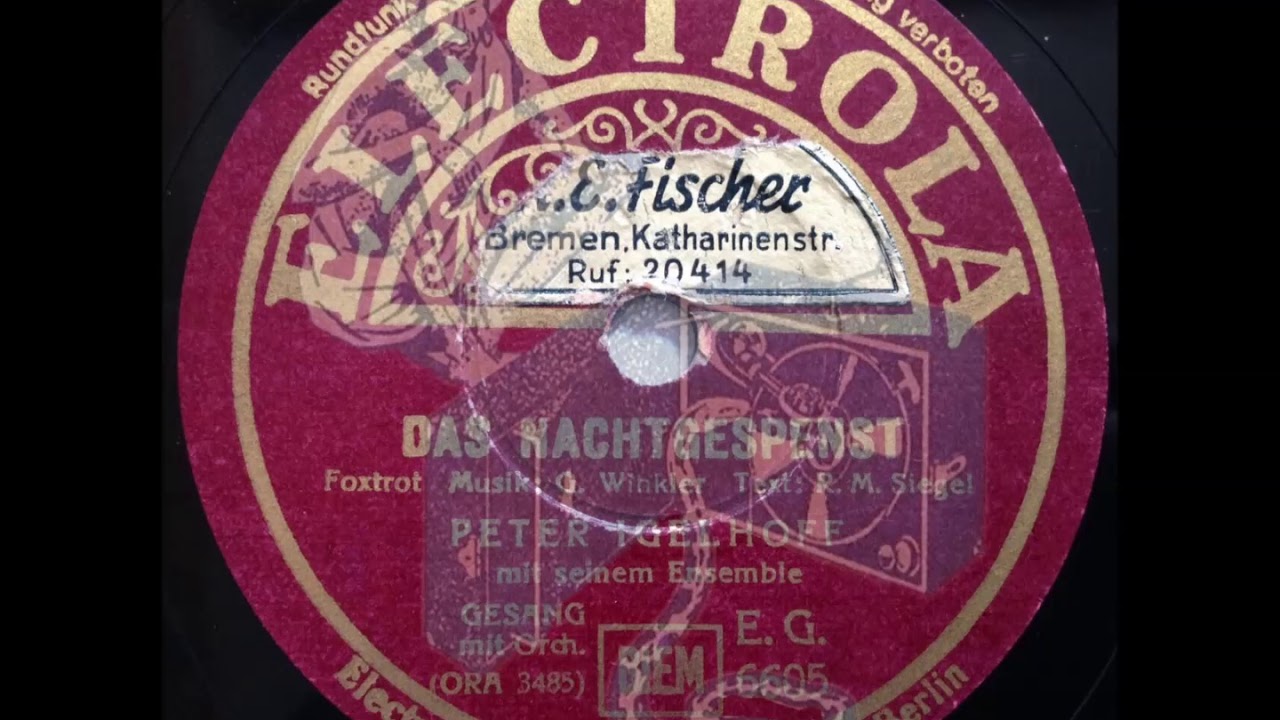 Rundfunk
verboten
ELECTROLA
E. Fischer
Bremen, Katharinenstr.
Ruf: 20414
DAS NACHTGESPENST
Foxtrot Musik: G. Winkler Text: R. M. Siegel
PETER IGELHOFF
mit seinem Ensemble
GESANG
mit Orch.
(ORA 3485)
BIEM
E. G.
6605
Berlin